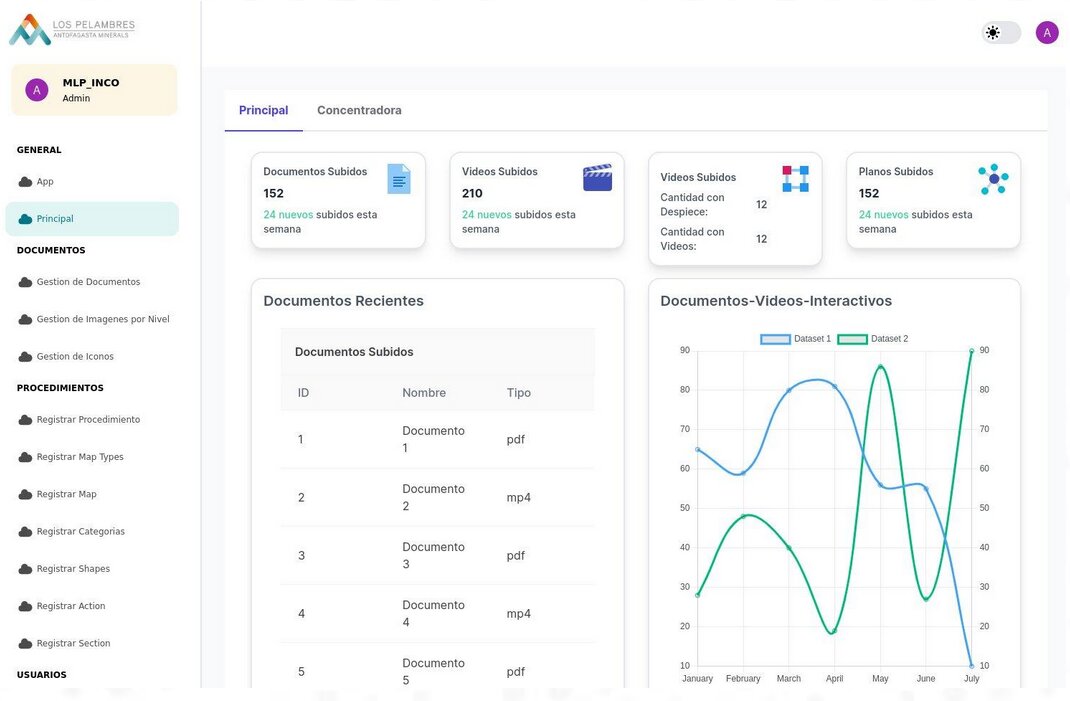 LOS PELAMBRES
ANTOFAGASTA MINERALS
A
A
MLP_INCO
Admin
GENERAL
App
Principal
DOCUMENTOS
Gestion de Documentos
Gestion de Imagenes por Nivel
Gestion de Iconos
PROCEDIMIENTOS
Registrar Procedimiento
Registrar Map Types
Registrar Map
Registrar Categorias
Registrar Shapes
Registrar Action
Registrar Section
USUARIOS
Principal Concentradora
Documentos Subidos
152
24 nuevos subidos esta
semana
Videos Subidos
210
24 nuevos subidos esta
semana
Videos Subidos
Cantidad con
Despiece:
12
Cantidad con
Videos:
12
Planos Subidos
152
24 nuevos subidos esta
semana
Documentos Recientes
Documentos Subidos
ID Nombre Tipo
1 Documento
1 pdf
2 Documento
2 mp4
3 Documento
3 pdf
4 Documento
4 mp4
5 Documento
5 pdf
Documentos-Videos-Interactivos
Dataset 1 Dataset 2
90 90
80 80
70 70
60 60
50 50
40 40
30 30
20 20
10 10
January February March April May June July